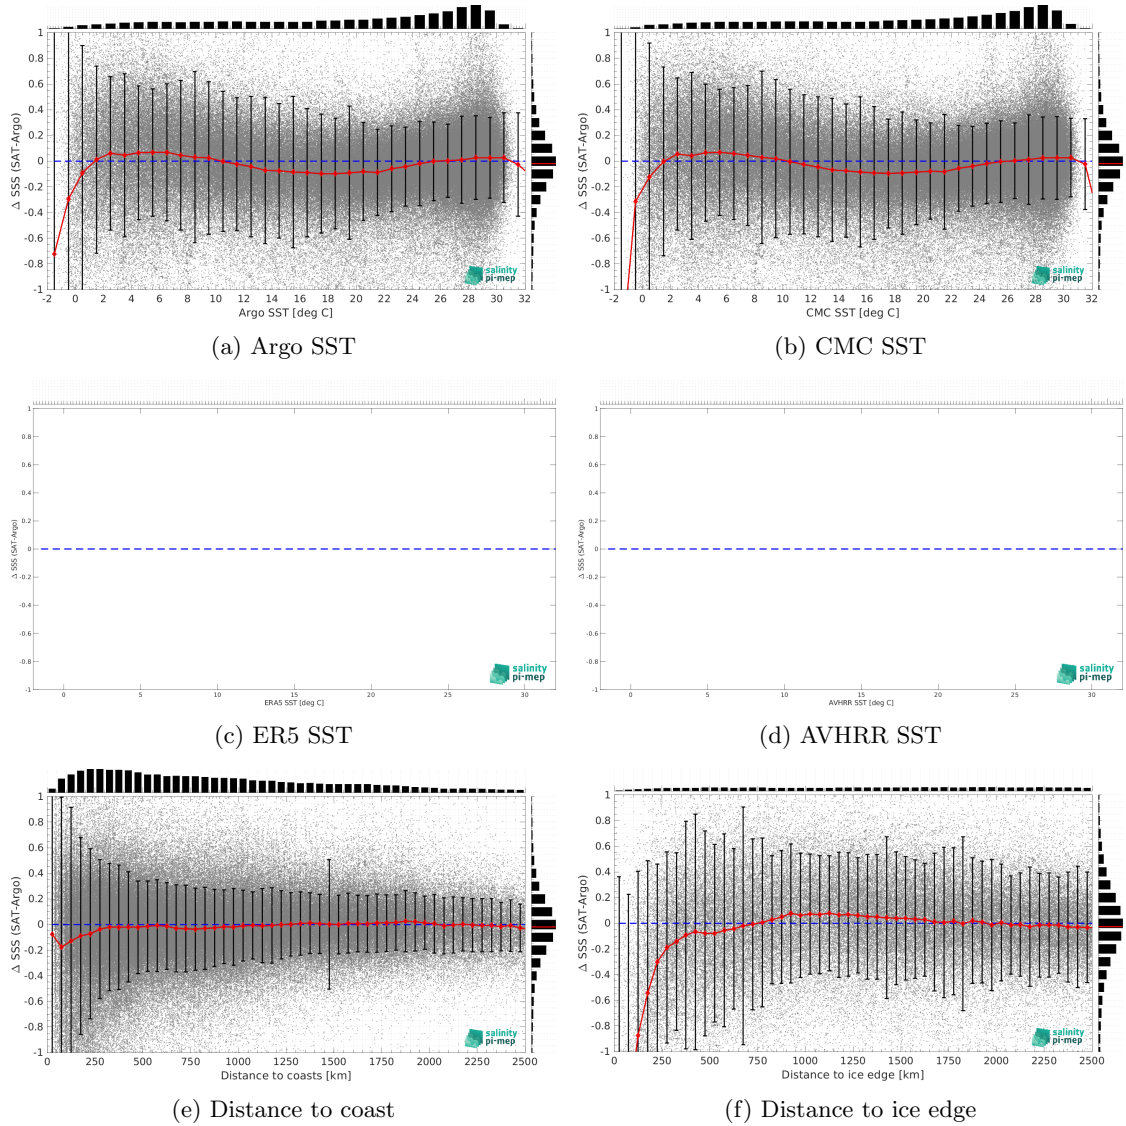 1
0.8
0.6
0.4
0.2
0
-0.2
-0.4
-0.6
-0.8
-1
Δ SSS (SAT-Argo)
-2 0 2 4 6 8 10 12 14 16 18 20 22 24 26 28 30 32
Argo SST [deg C]
salinity
pi-mep
(a) Argo SST
1
0.8
0.6
0.4
0.2
0
-0.2
-0.4
-0.6
-0.8
-1
Δ SSS (SAT-Argo)
-2 0 2 4 6 8 10 12 14 16 18 20 22 24 26 28 30 32
CMC SST [deg C]
salinity
pi-mep
(b) CMC SST
1
0.8
0.6
0.4
0.2
0
-0.2
-0.4
-0.6
-0.8
-1
Δ SSS (SAT-Argo)
0 5 10 15 20 25 30
ERA5 SST [deg C]
salinity
pi-mep
(c) ER5 SST
1
0.8
0.6
0.4
0.2
0
-0.2
-0.4
-0.6
-0.8
-1
Δ SSS (SAT-Argo)
0 5 10 15 20 25 30
AVHRR SST [deg C]
salinity
pi-mep
(d) AVHRR SST
1
0.8
0.6
0.4
0.2
0
-0.2
-0.4
-0.6
-0.8
-1
Δ SSS (SAT-Argo)
0 250 500 750 1000 1250 1500 1750 2000 2250 2500
Distance to coasts [km]
salinity
pi-mep
(e) Distance to coast
1
0.8
0.6
0.4
0.2
0
-0.2
-0.4
-0.6
-0.8
-1
Δ SSS (SAT-Argo)
0 250 500 750 1000 1250 1500 1750 2000 2250 2500
Distance to ice edge [km]
salinity
pi-mep
(f) Distance to ice edge